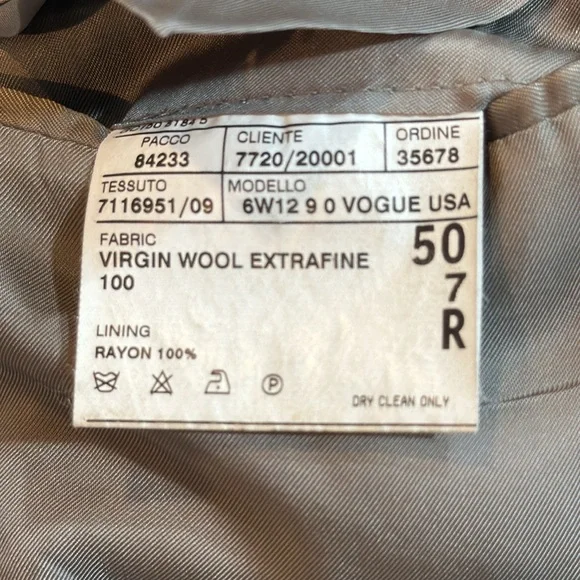 PACCO CLIENTE ORDINE
84233 7720/20001 35678
TESSUTO MODELLO
7116951/09 6W12 9 0 VOGUE USA
FABRIC
VIRGIN WOOL EXTRAFINE
100
50
7
R
LINING
RAYON 100%
P
DRY CLEAN ONLY